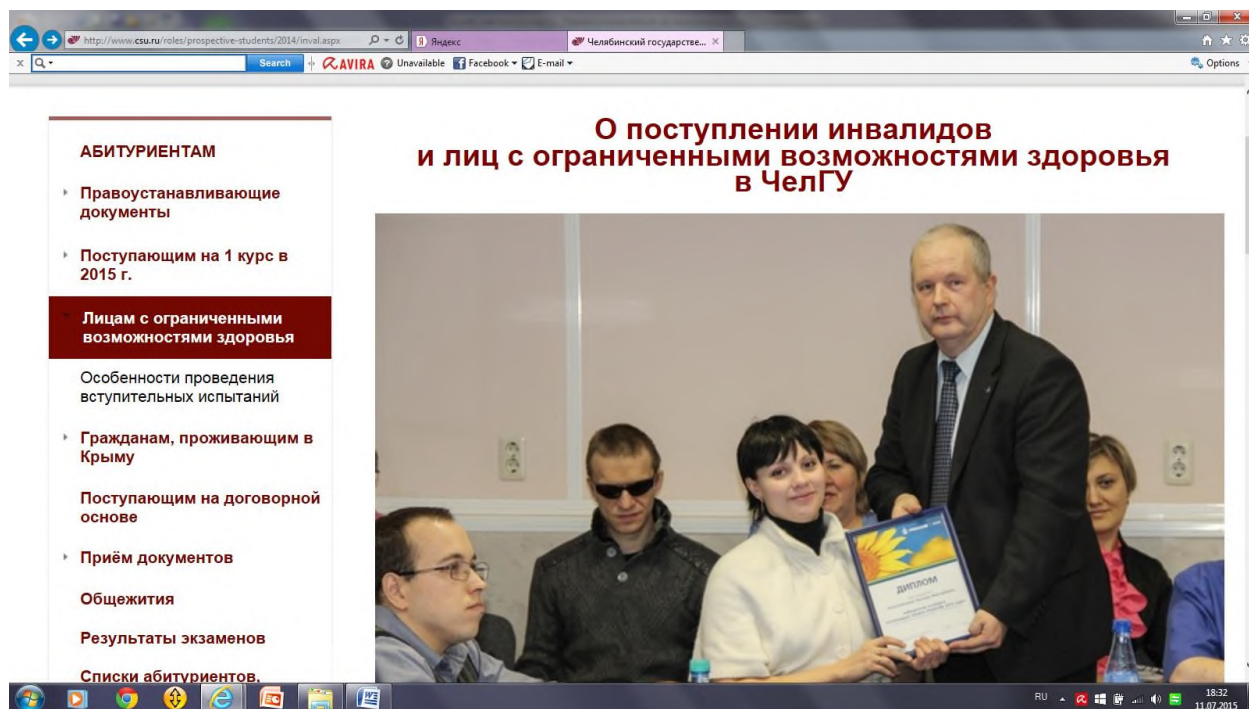 http://www.csu.ru/roles/prospective-students/2014/inval.aspx
Яндекс
Челябинский государстве...
Search
AVIRA
Unavailable
Facebook
E-mail
Options
О поступлении инвалидов
и лиц с ограниченными возможностями здоровья
в ЧелГУ
АБИТУРИЕНТАМ
Правоустанавливающие
документы
Поступающим на 1 курс в
2015 г.
Лицам с ограниченными
возможностями здоровья
Особенности проведения
вступительных испытаний
Гражданам, проживающим в
Крыму
Поступающим на договорной
основе
Приём документов
Общежития
Результаты экзаменов
Списки абитуриентов,
ДИПЛОМ
RU
18:32
11.07.2015